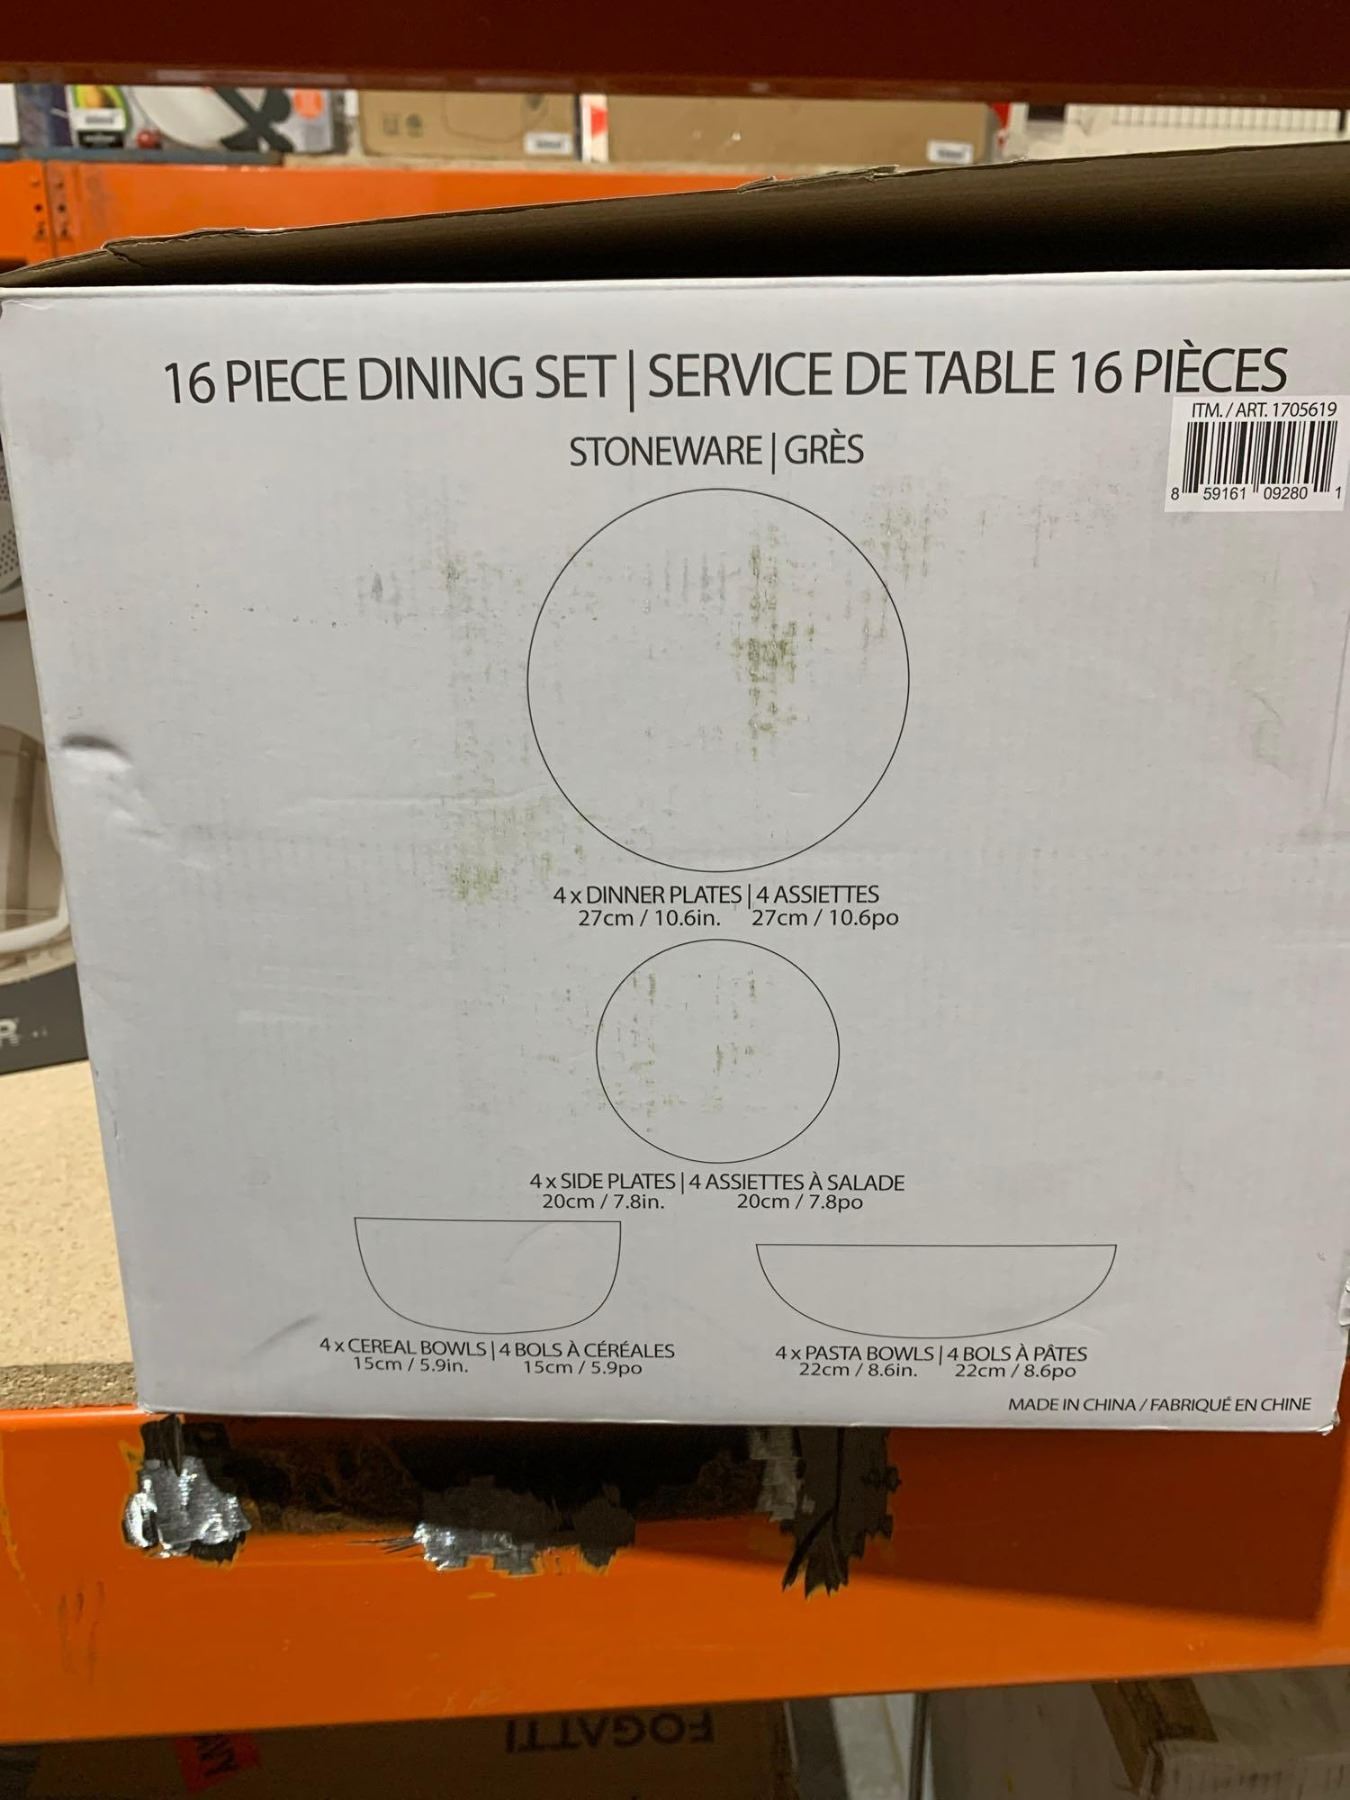 16 PIECE DINING SET | SERVICE DE TABLE 16 PIÈCES
ITM. / ART. 1705619
STONEWARE | GRÈS
8 59161 09280 1
4 x DINNER PLATES | 4 ASSIETTES
27cm / 10.6in. 27cm / 10.6po
4 x SIDE PLATES | 4 ASSIETTES À SALADE
20cm / 7.8in. 20cm / 7.8po
4 x CEREAL BOWLS | 4 BOLS À CÉRÉALES
15cm / 5.9in. 15cm / 5.9po
4 x PASTA BOWLS | 4 BOLS À PÂTES
22cm / 8.6in. 22cm / 8.6po
MADE IN CHINA / FABRIQUÉ EN CHINE
FOGATTI